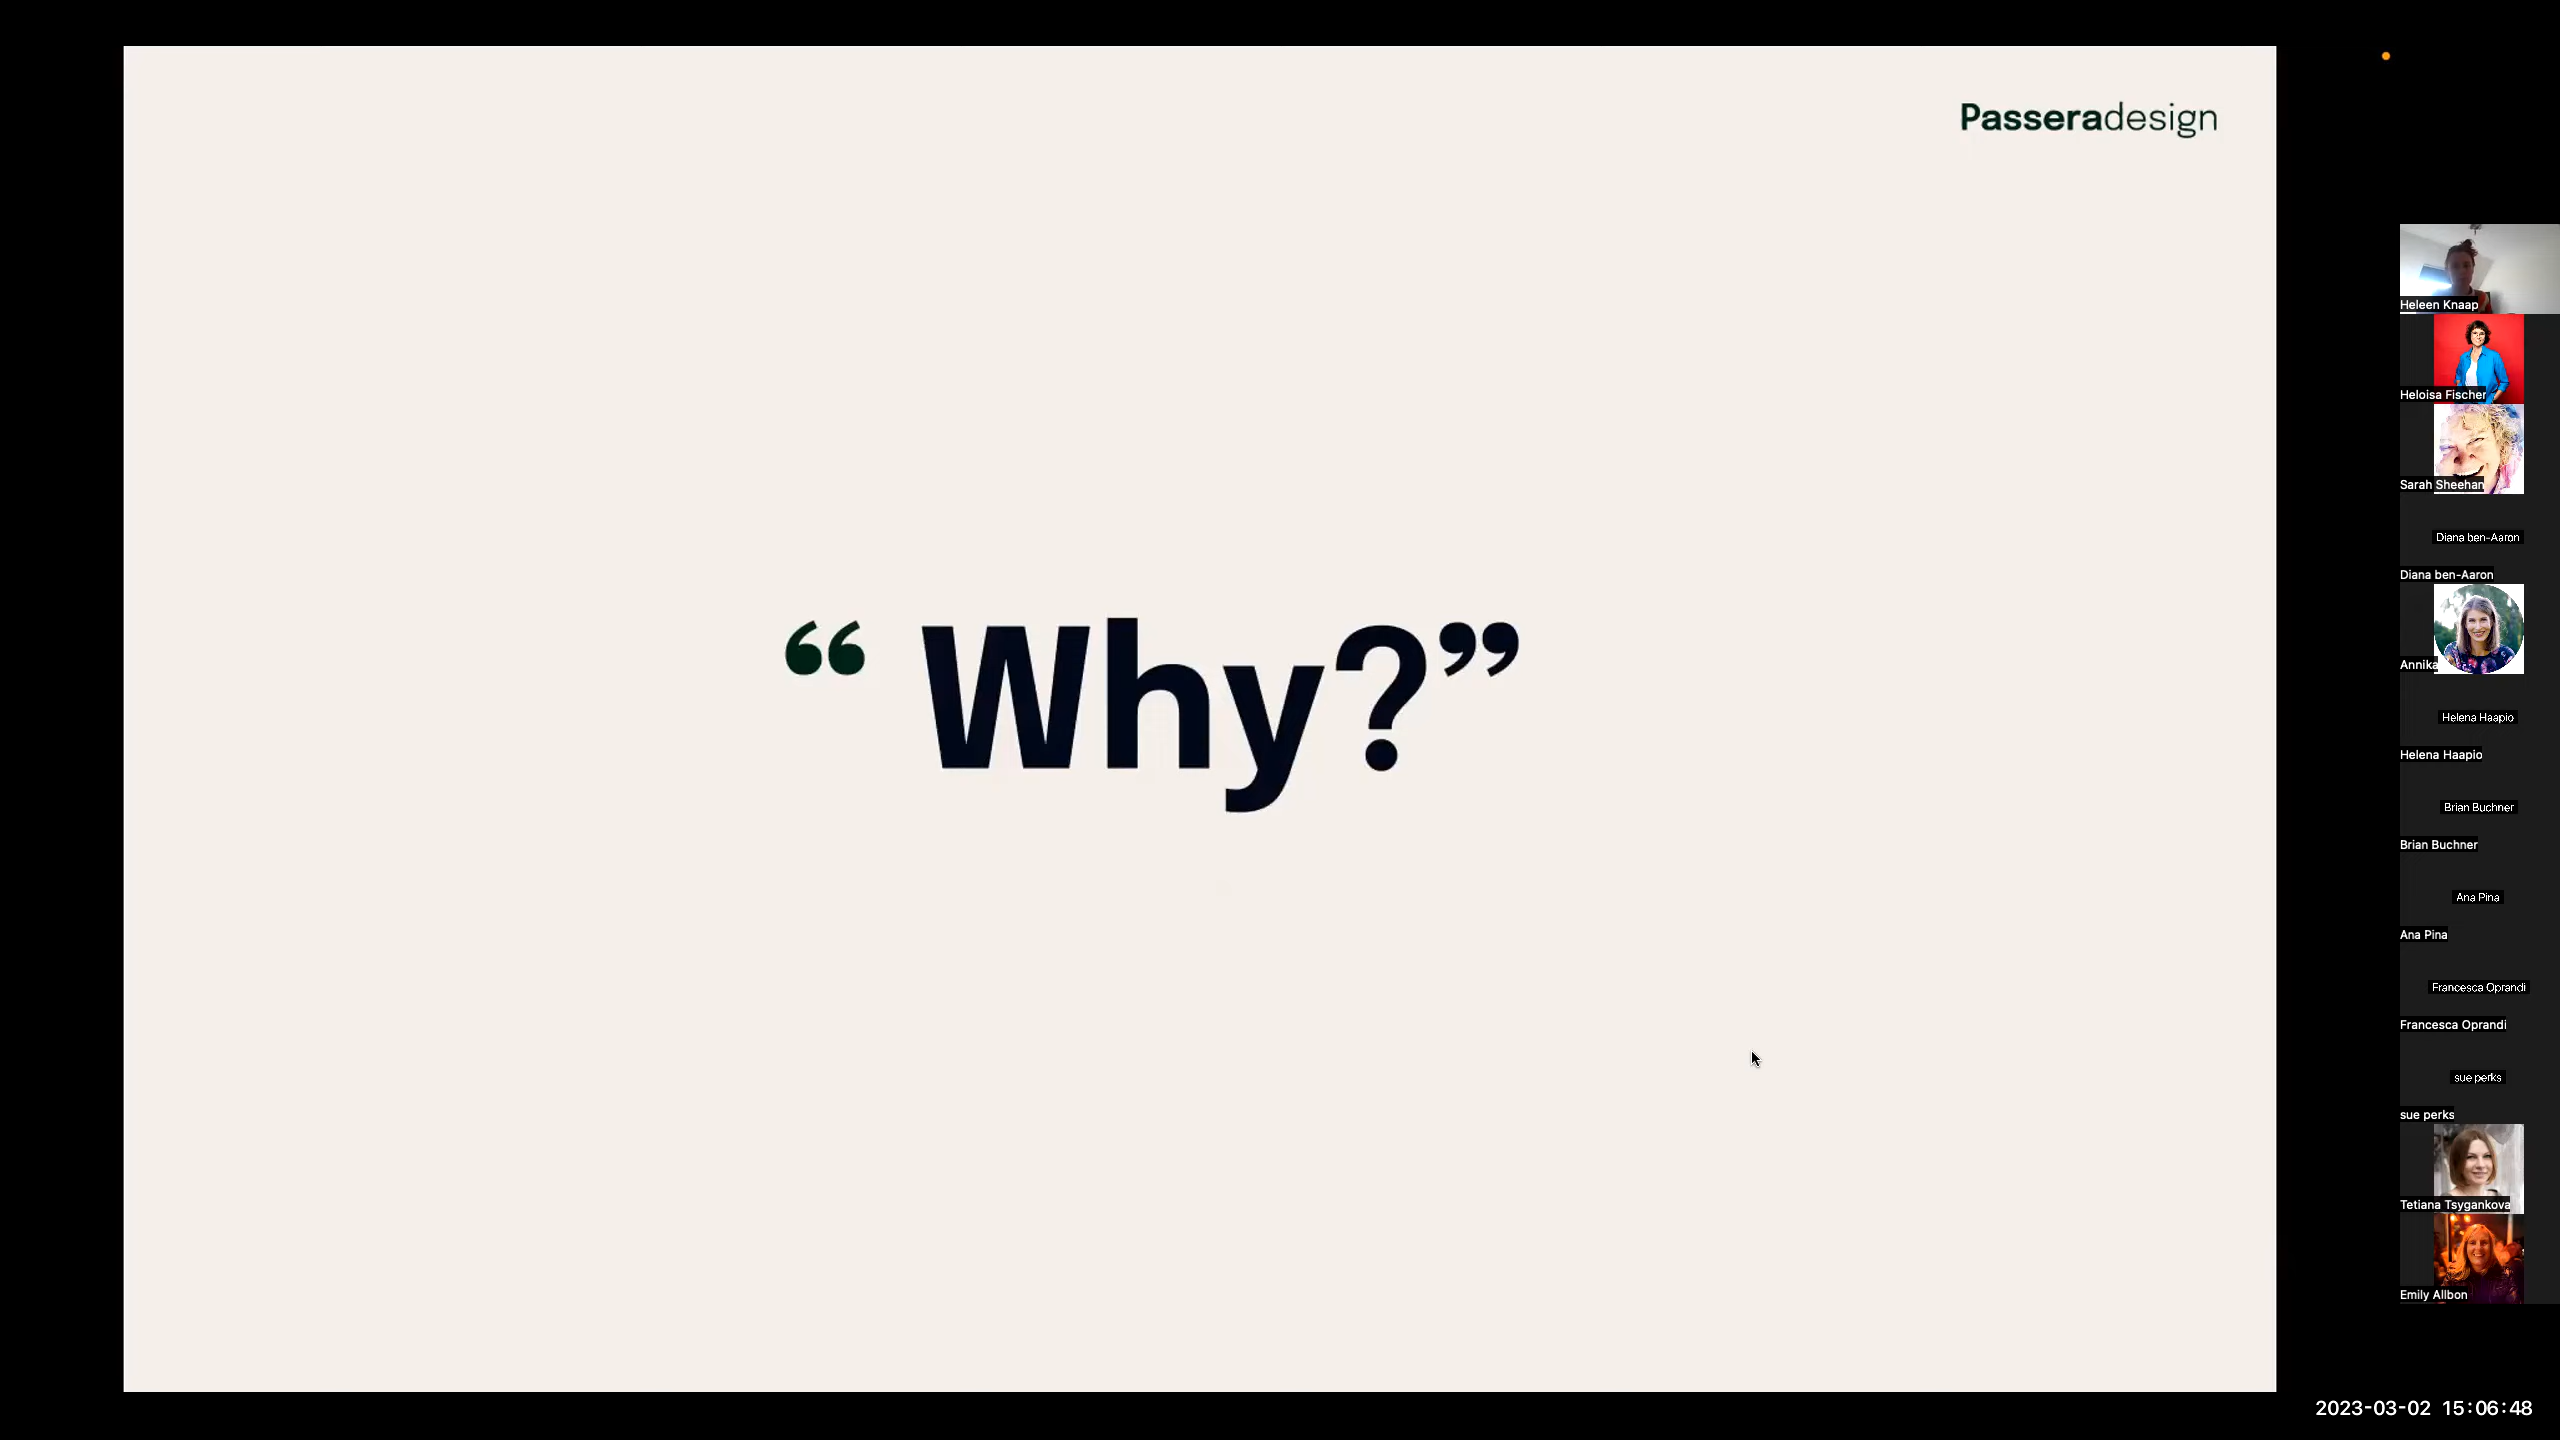 Passeradesign
“ Why?”
Heleen Knaap
Heloisa Fischer
Sarah Sheehan
Diana ben-Aaron
Diana ben-Aaron
Annika
Helena Haapio
Helena Haapio
Brian Buchner
Brian Buchner
Ana Pina
Ana Pina
Francesca Oprandi
Francesca Oprandi
sue perks
sue perks
Tetiana Tsygankova
Emily Allbon
2023-03-02 15:06:48